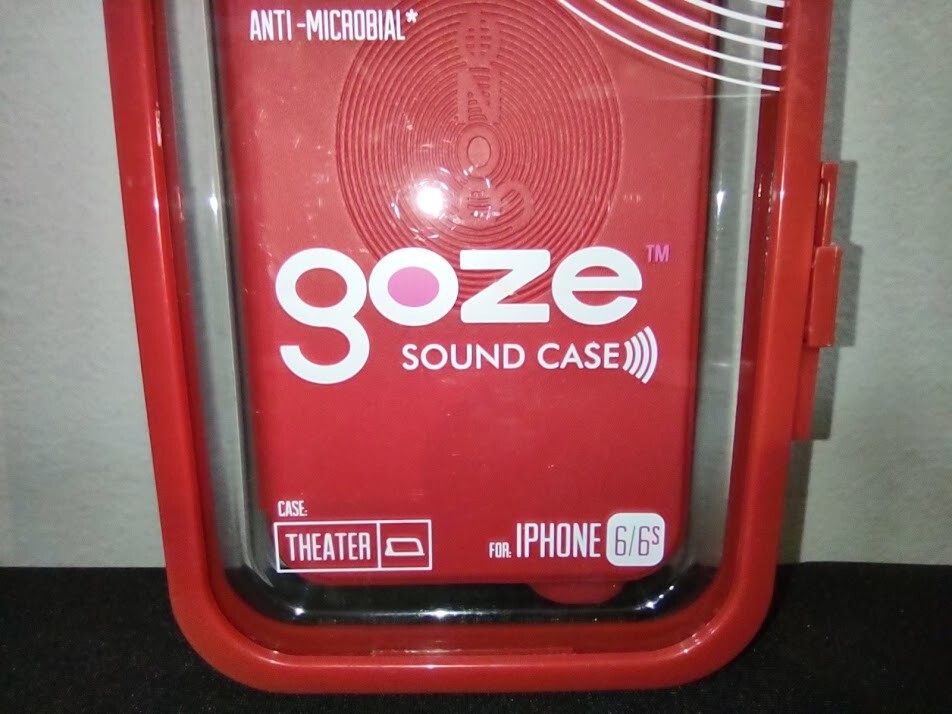 ANTI-MICROBIAL*
goze™
SOUND CASE
CASE:
THEATER
FOR: IPHONE 6/6S